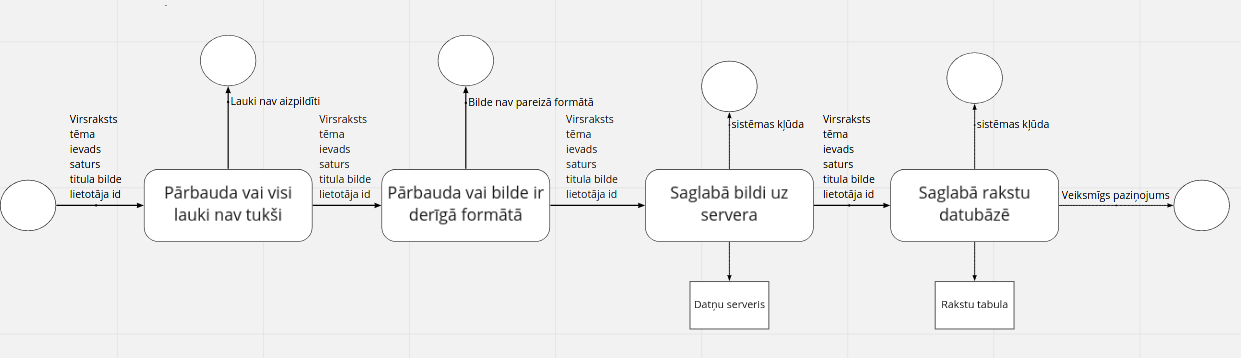 Virsraksts
tēma
ievads
saturs
titula bilde
lietotāja id
Pārbauda vai visi
lauki nav tukši
Lauki nav aizpildīti
Virsraksts
tēma
ievads
saturs
titula bilde
lietotāja id
Pārbauda vai bilde ir
derīgā formātā
Bilde nav pareizā formātā
Virsraksts
tēma
ievads
saturs
titula bilde
lietotāja id
Saglabā bildi uz
servera
sistēmas kļūda
Datņu serveris
Virsraksts
tēma
ievads
saturs
titula bilde
lietotāja id
Saglabā rakstu
datubāzē
sistēmas kļūda
Rakstu tabula
Veiksmīgs paziņojums